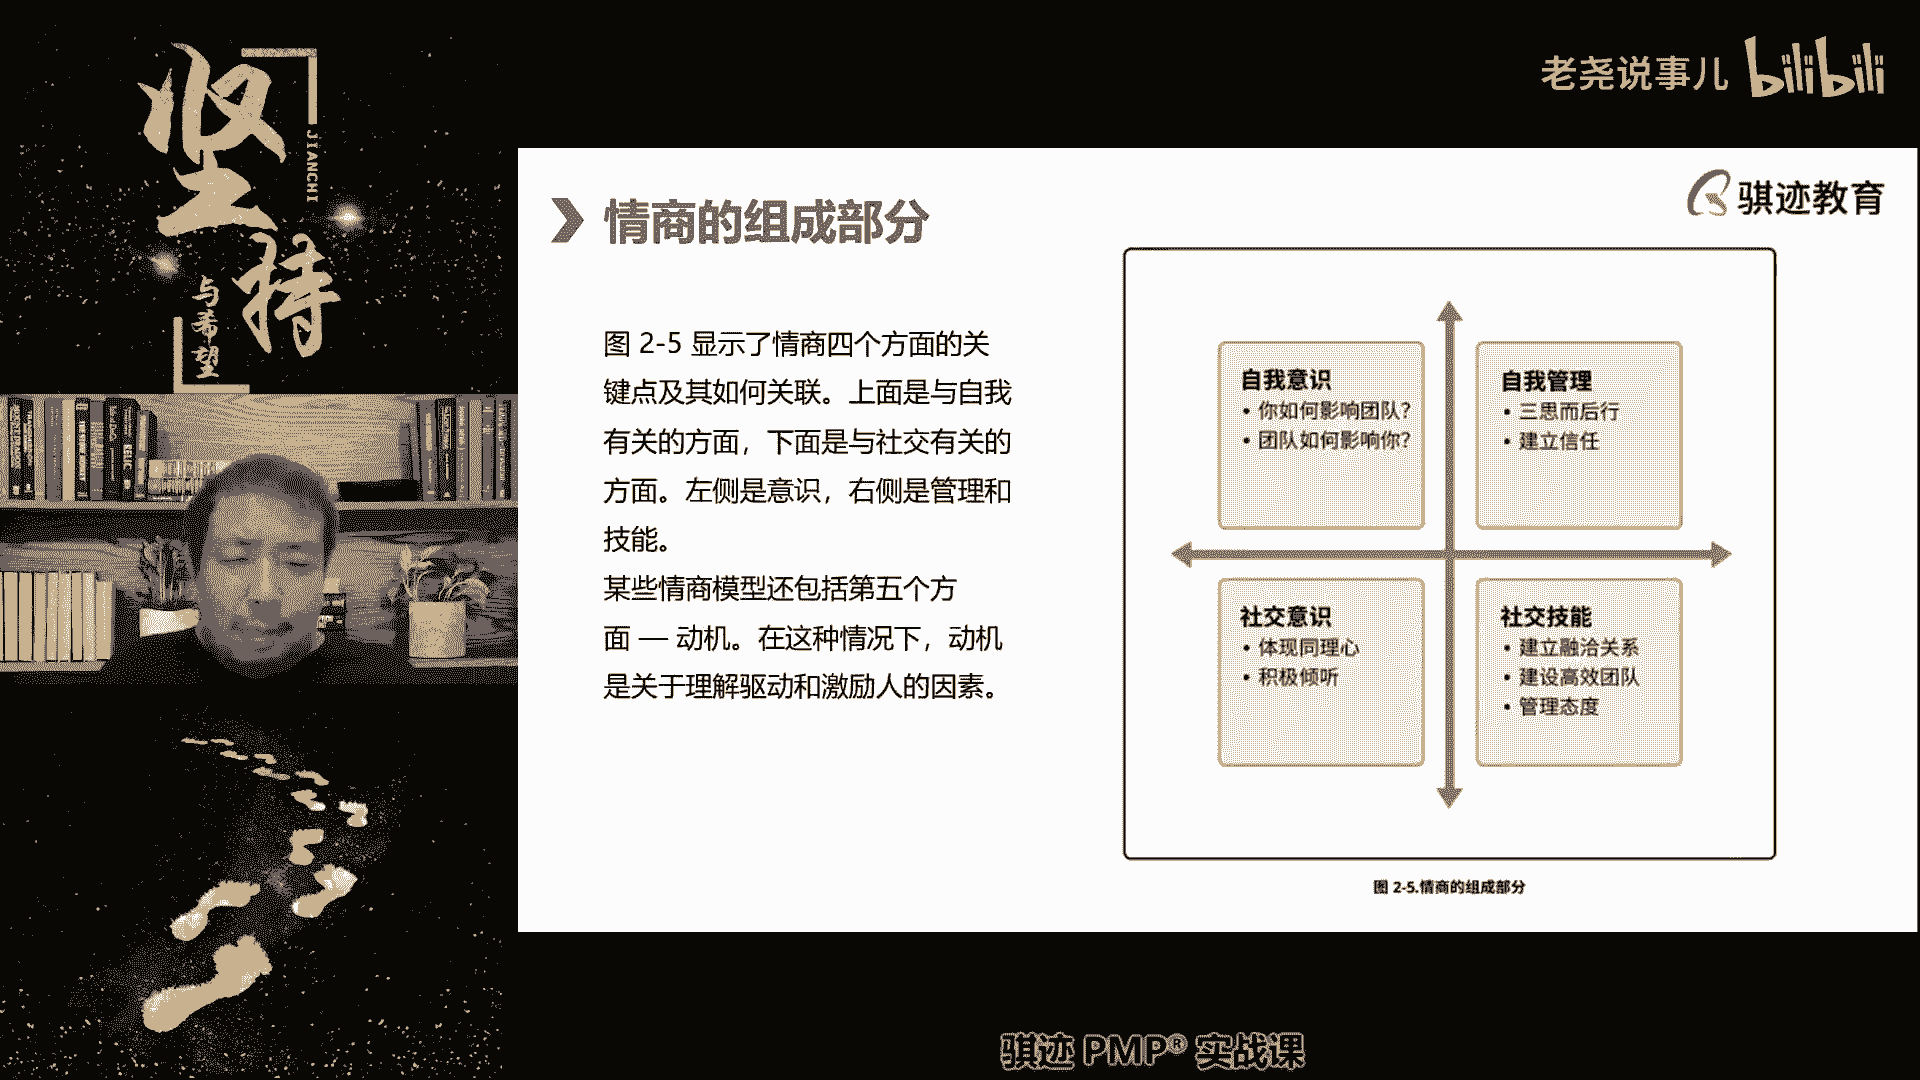 坚
持
JIANCHI
与
希
望
老尧说事儿 bilibili
骐迹教育
情商的组成部分
图 2-5 显示了情商四个方面的关
键点及其如何关联。上面是与自我
有关的方面，下面是与社交有关的
方面。左侧是意识，右侧是管理和
技能。
某些情商模型还包括第五个方
面 — 动机。在这种情况下，动机
是关于理解驱动和激励人的因素。
自我意识
• 你如何影响团队？
• 团队如何影响你？
自我管理
• 三思而后行
• 建立信任
社交意识
• 体现同理心
• 积极倾听
社交技能
• 建立融洽关系
• 建设高效团队
• 管理态度
图 2-5.情商的组成部分
骐迹 PMP® 实战课